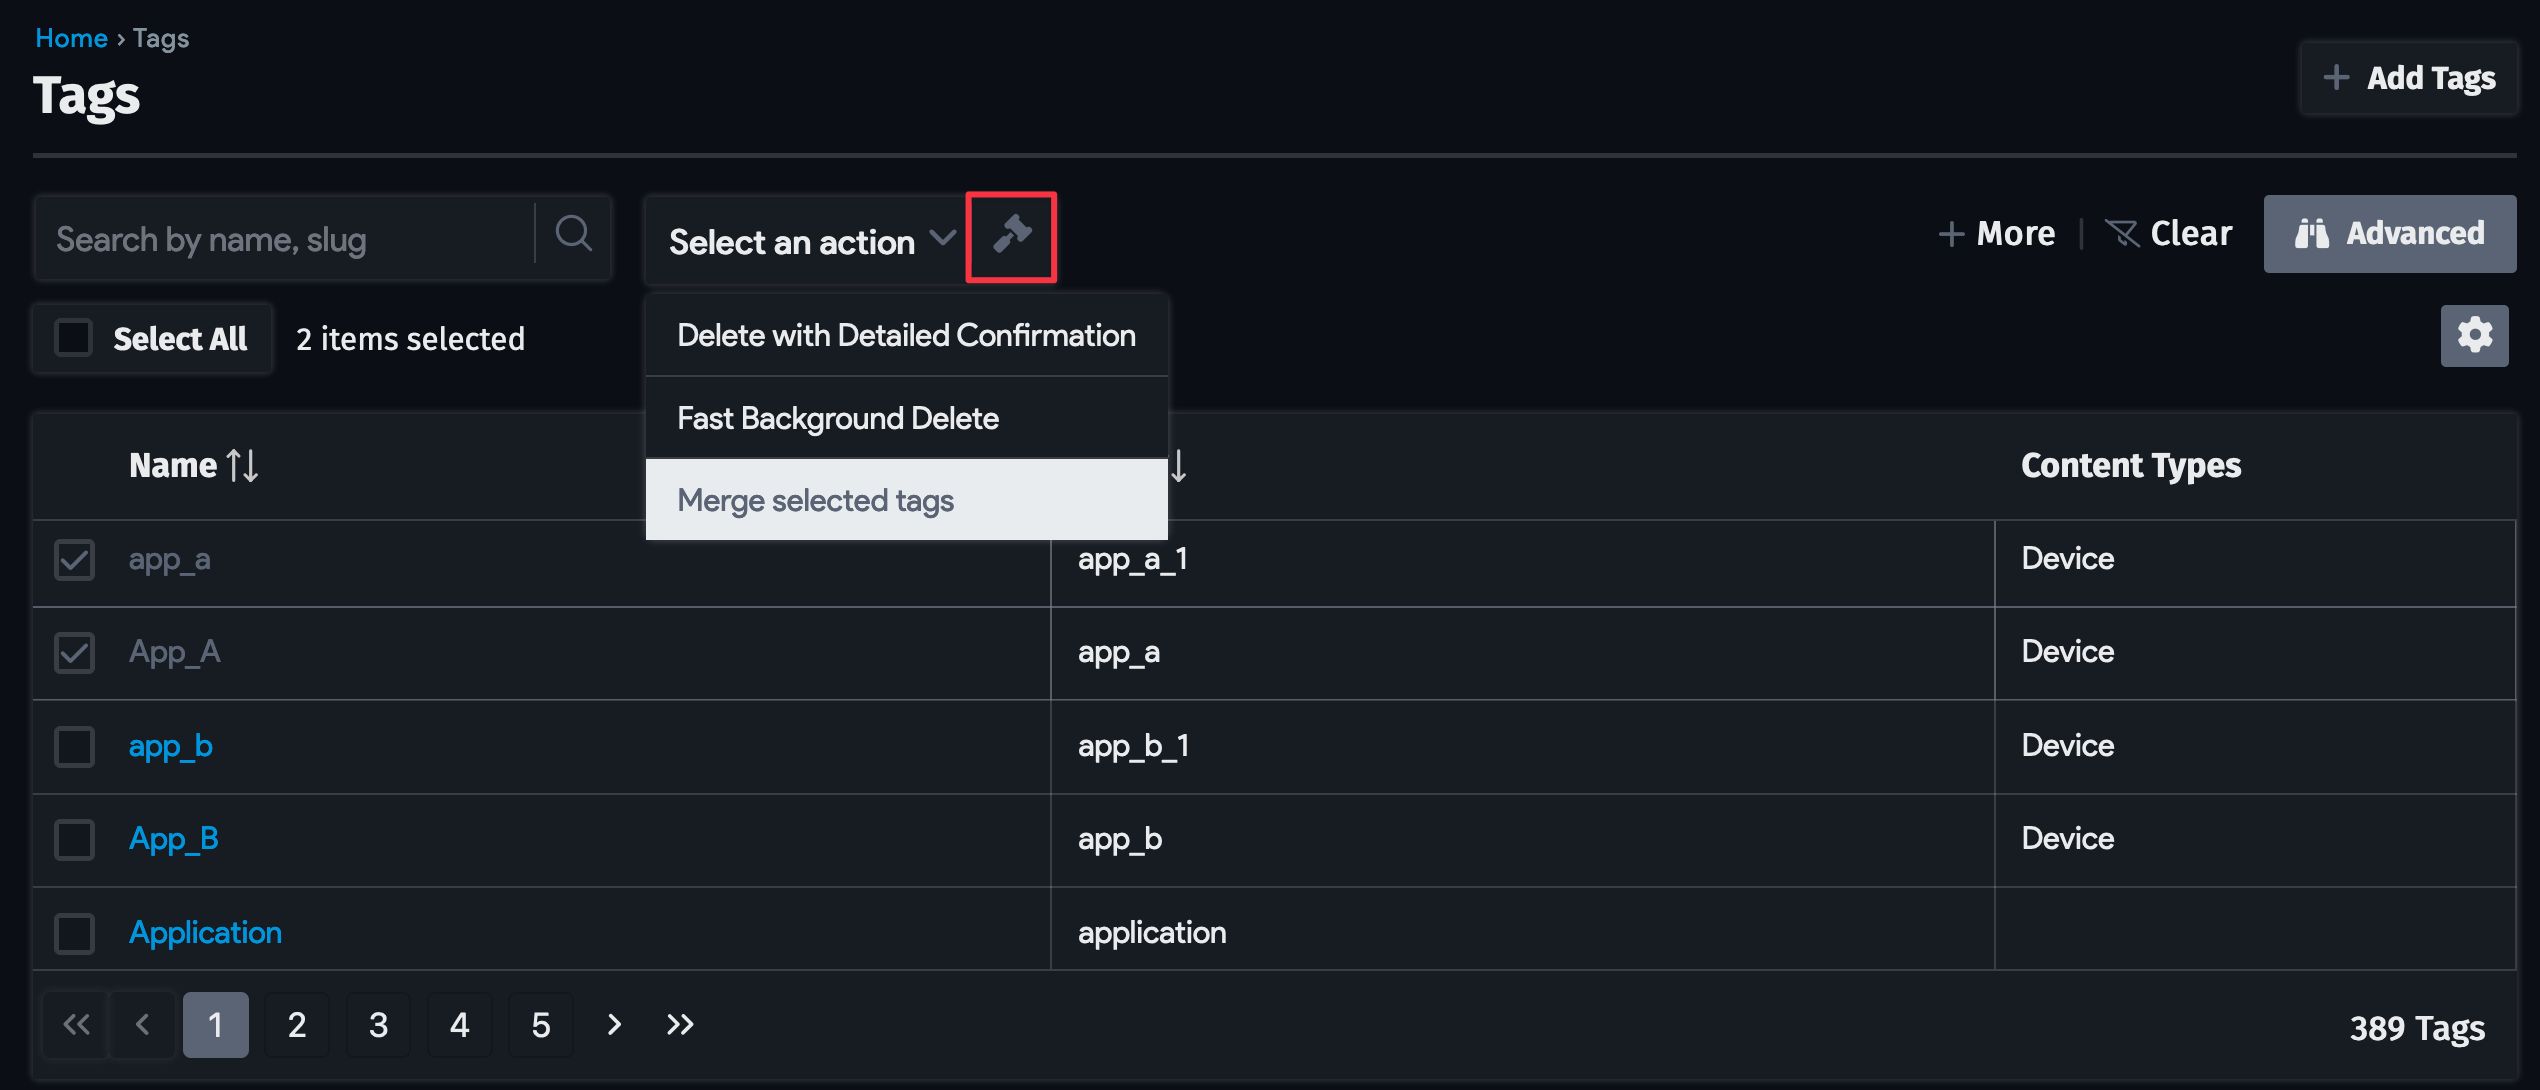 Home › Tags
Tags
+ Add Tags
Search by name, slug
Select an action
+ More | Clear
Advanced
Select All
2 items selected
Delete with Detailed Confirmation
Fast Background Delete
Merge selected tags
Name
Content Types
app_a app_a_1 Device
App_A app_a Device
app_b app_b_1 Device
App_B app_b Device
Application application
« ‹ 1 2 3 4 5 › »
389 Tags